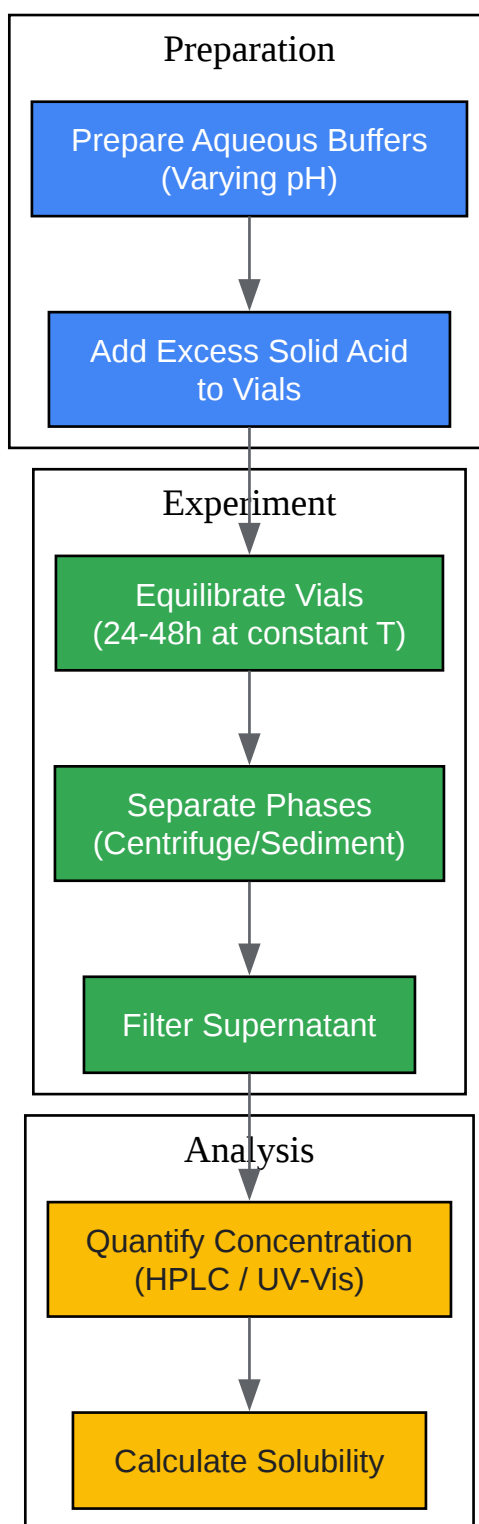 Preparation
Prepare Aqueous Buffers
(Varying pH)
Add Excess Solid Acid
to Vials
Experiment
Equilibrate Vials
(24-48h at constant T)
Separate Phases
(Centrifuge/Sediment)
Filter Supernatant
Analysis
Quantify Concentration
(HPLC / UV-Vis)
Calculate Solubility